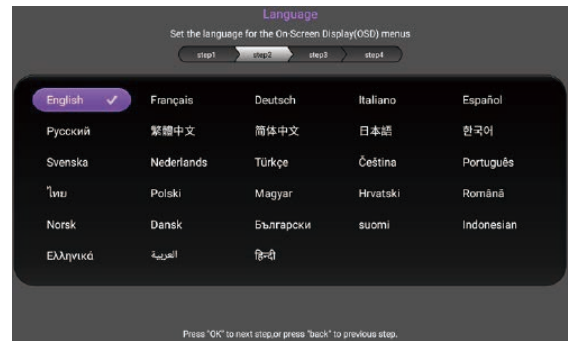 Language
Set the language for the On-Screen Display(OSD) menus
step1 step2 step3 step4
English Français Deutsch Italiano Español
Русский 繁體中文 简体中文 日本語 한국어
Svenska Nederlands Türkçe Čeština Português
ไทย Polski Magyar Hrvatski Română
Norsk Dansk Български suomi Indonesian
Ελληνικά العربية हिन्दी
Press "OK" to next step,or press "back" to previous step.